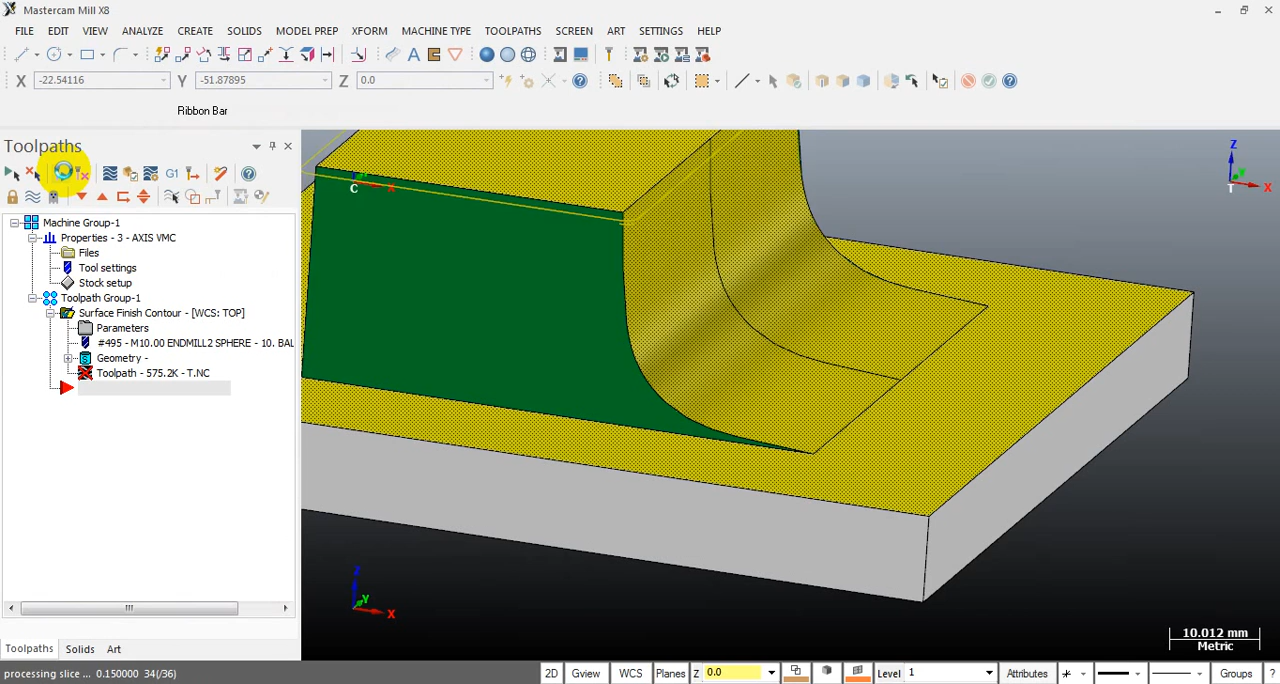 Mastercam Mill X8
FILE EDIT VIEW ANALYZE CREATE SOLIDS MODEL PREP XFORM MACHINE TYPE TOOLPATHS SCREEN ART SETTINGS HELP
X -22.54116 Y -51.87895 Z 0.0
Ribbon Bar
Toolpaths
G1
Machine Group-1
Properties - 3 - AXIS VMC
Files
Tool settings
Stock setup
Toolpath Group-1
Surface Finish Contour - [WCS: TOP]
Parameters
#495 - M10.00 ENDMILL2 SPHERE - 10. BAL
Geometry -
Toolpath - 575.2K - T.NC
C X
Z
Y
T X
Y
X
10.012 mm
Metric
Toolpaths Solids Art
processing slice ... 0.150000 34(/36)
2D Gview WCS Planes Z 0.0 Level 1 Attributes Groups ?